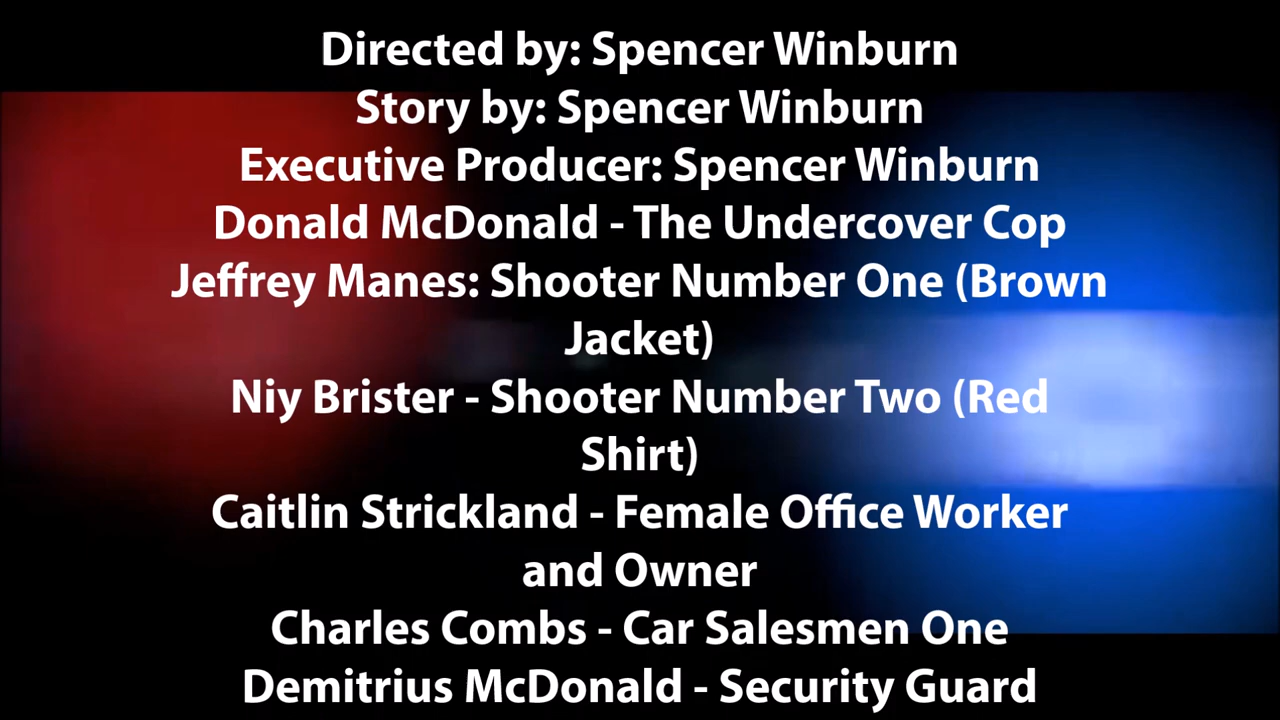 Directed by: Spencer Winburn
Story by: Spencer Winburn
Executive Producer: Spencer Winburn
Donald McDonald - The Undercover Cop
Jeffrey Manes: Shooter Number One (Brown
Jacket)
Niy Brister - Shooter Number Two (Red
Shirt)
Caitlin Strickland - Female Office Worker
and Owner
Charles Combs - Car Salesmen One
Demitrius McDonald - Security Guard